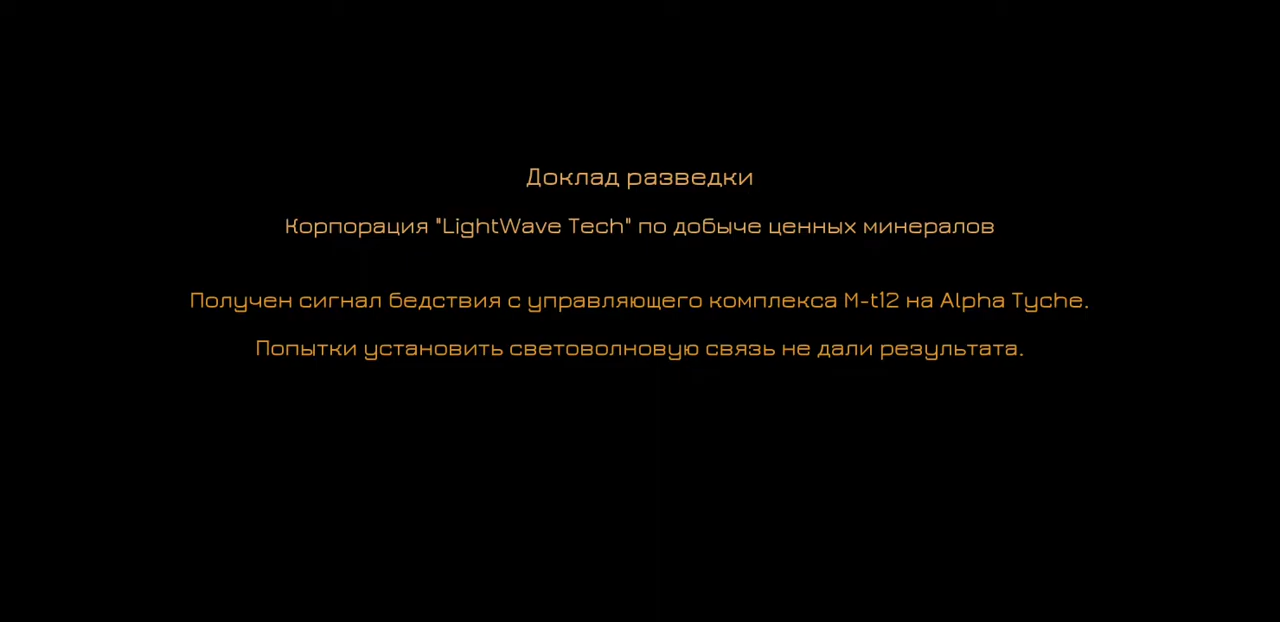 Доклад разведки
Корпорация "LightWave Tech" по добыче ценных минералов
Получен сигнал бедствия с управляющего комплекса M-t12 на Alpha Tyche.
Попытки установить световолновую связь не дали результата.